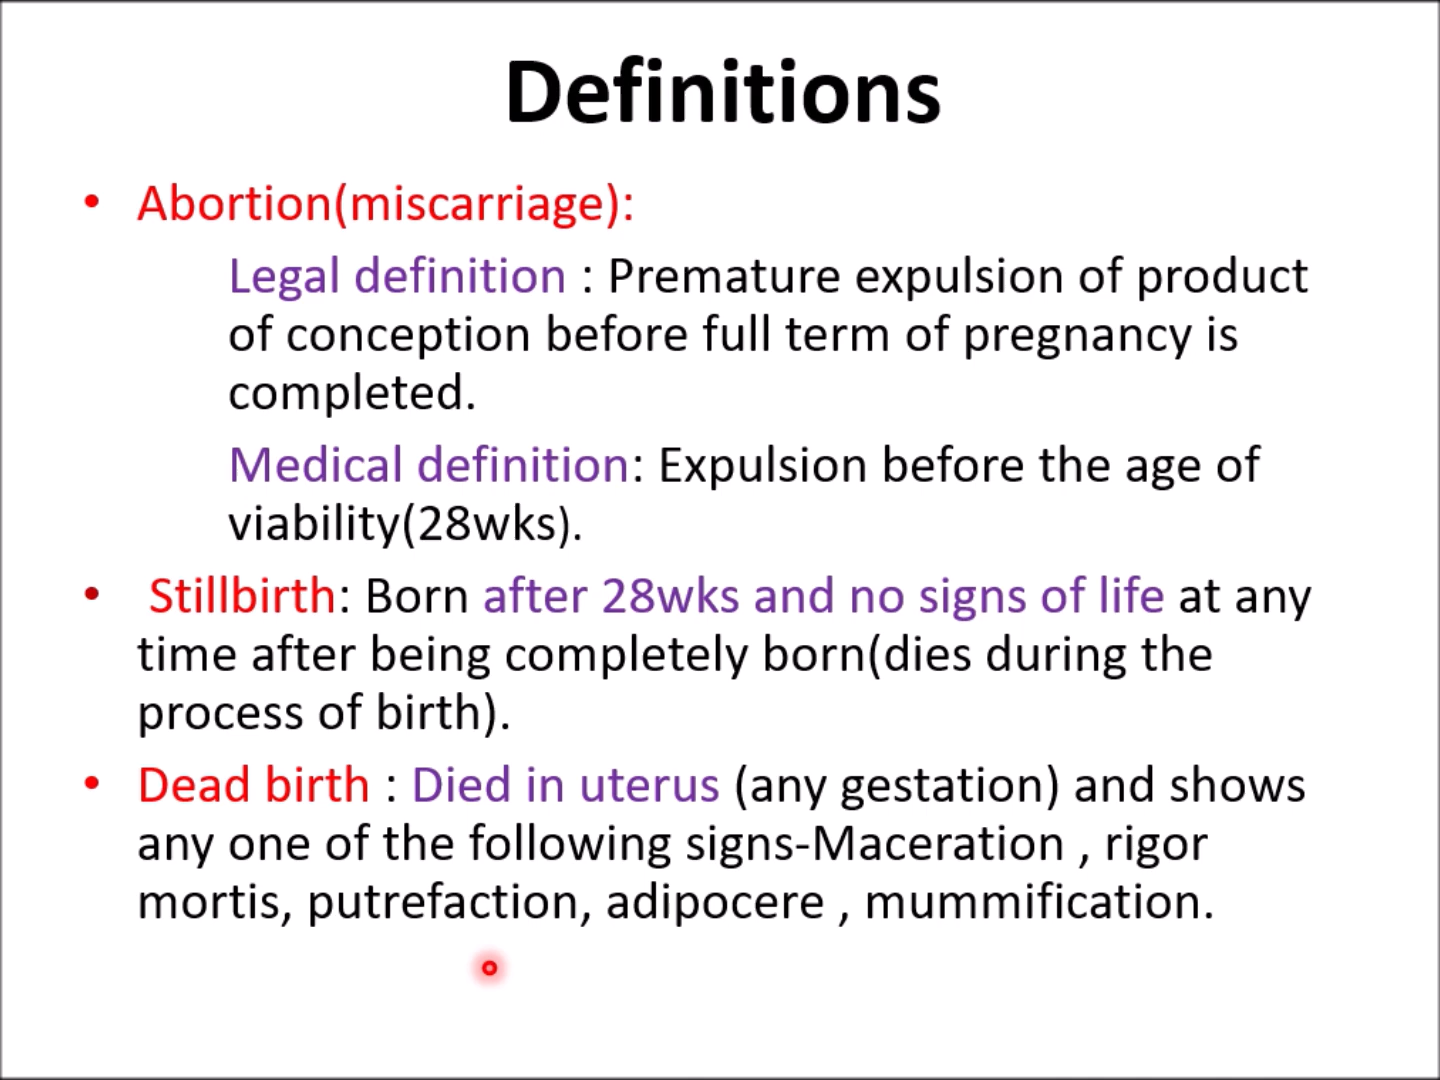 Definitions
• Abortion(miscarriage):
Legal definition : Premature expulsion of product
of conception before full term of pregnancy is
completed.
Medical definition: Expulsion before the age of
viability(28wks).
• Stillbirth: Born after 28wks and no signs of life at any
time after being completely born(dies during the
process of birth).
• Dead birth : Died in uterus (any gestation) and shows
any one of the following signs-Maceration , rigor
mortis, putrefaction, adipocere , mummification.